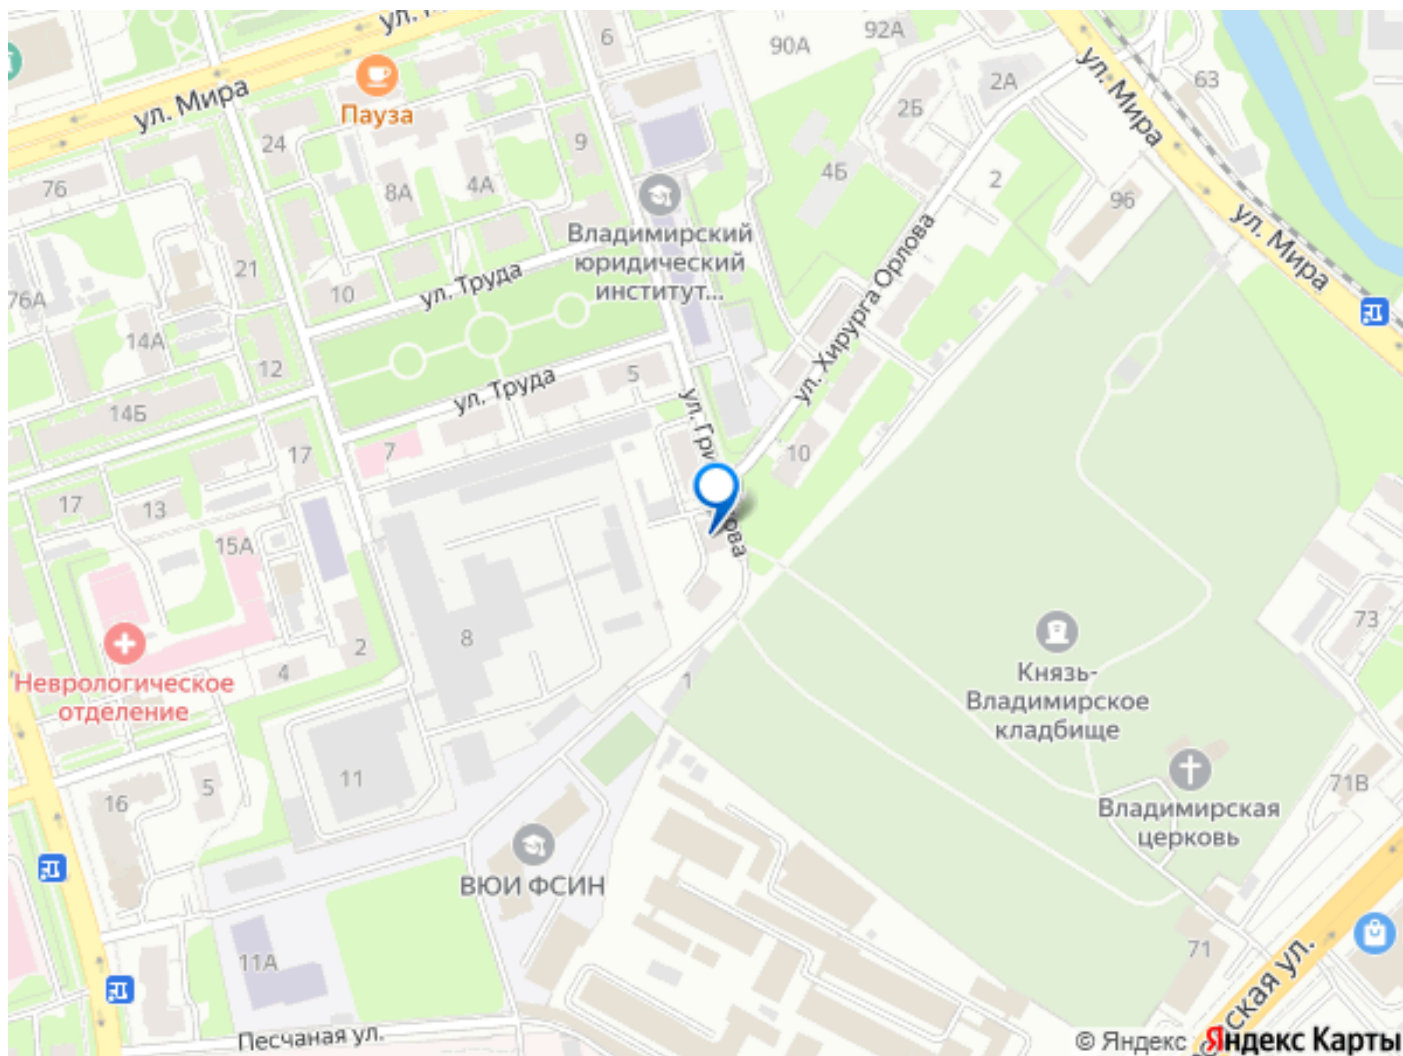 ул.
6
90А
92А
ул. Мира
Пауза
ул. Мира
63
2А
2Б
24
9
76
8А
4А
4Б
2
96
Владимирский
юридический
институт...
ул. Мира
21
10
ул. Труда
76А
14А
12
ул. Хирурга Орлова
14Б
ул. Труда
5
17
7
10
17
13
15А
8
2
4
Неврологическое
отделение
1
73
Князь-
Владимирское
кладбище
11
5
16
71В
Владимирская
церковь
ВЮИ ФСИН
11А
71
ская ул.
Песчаная ул.
© Яндекс Яндекс Карты